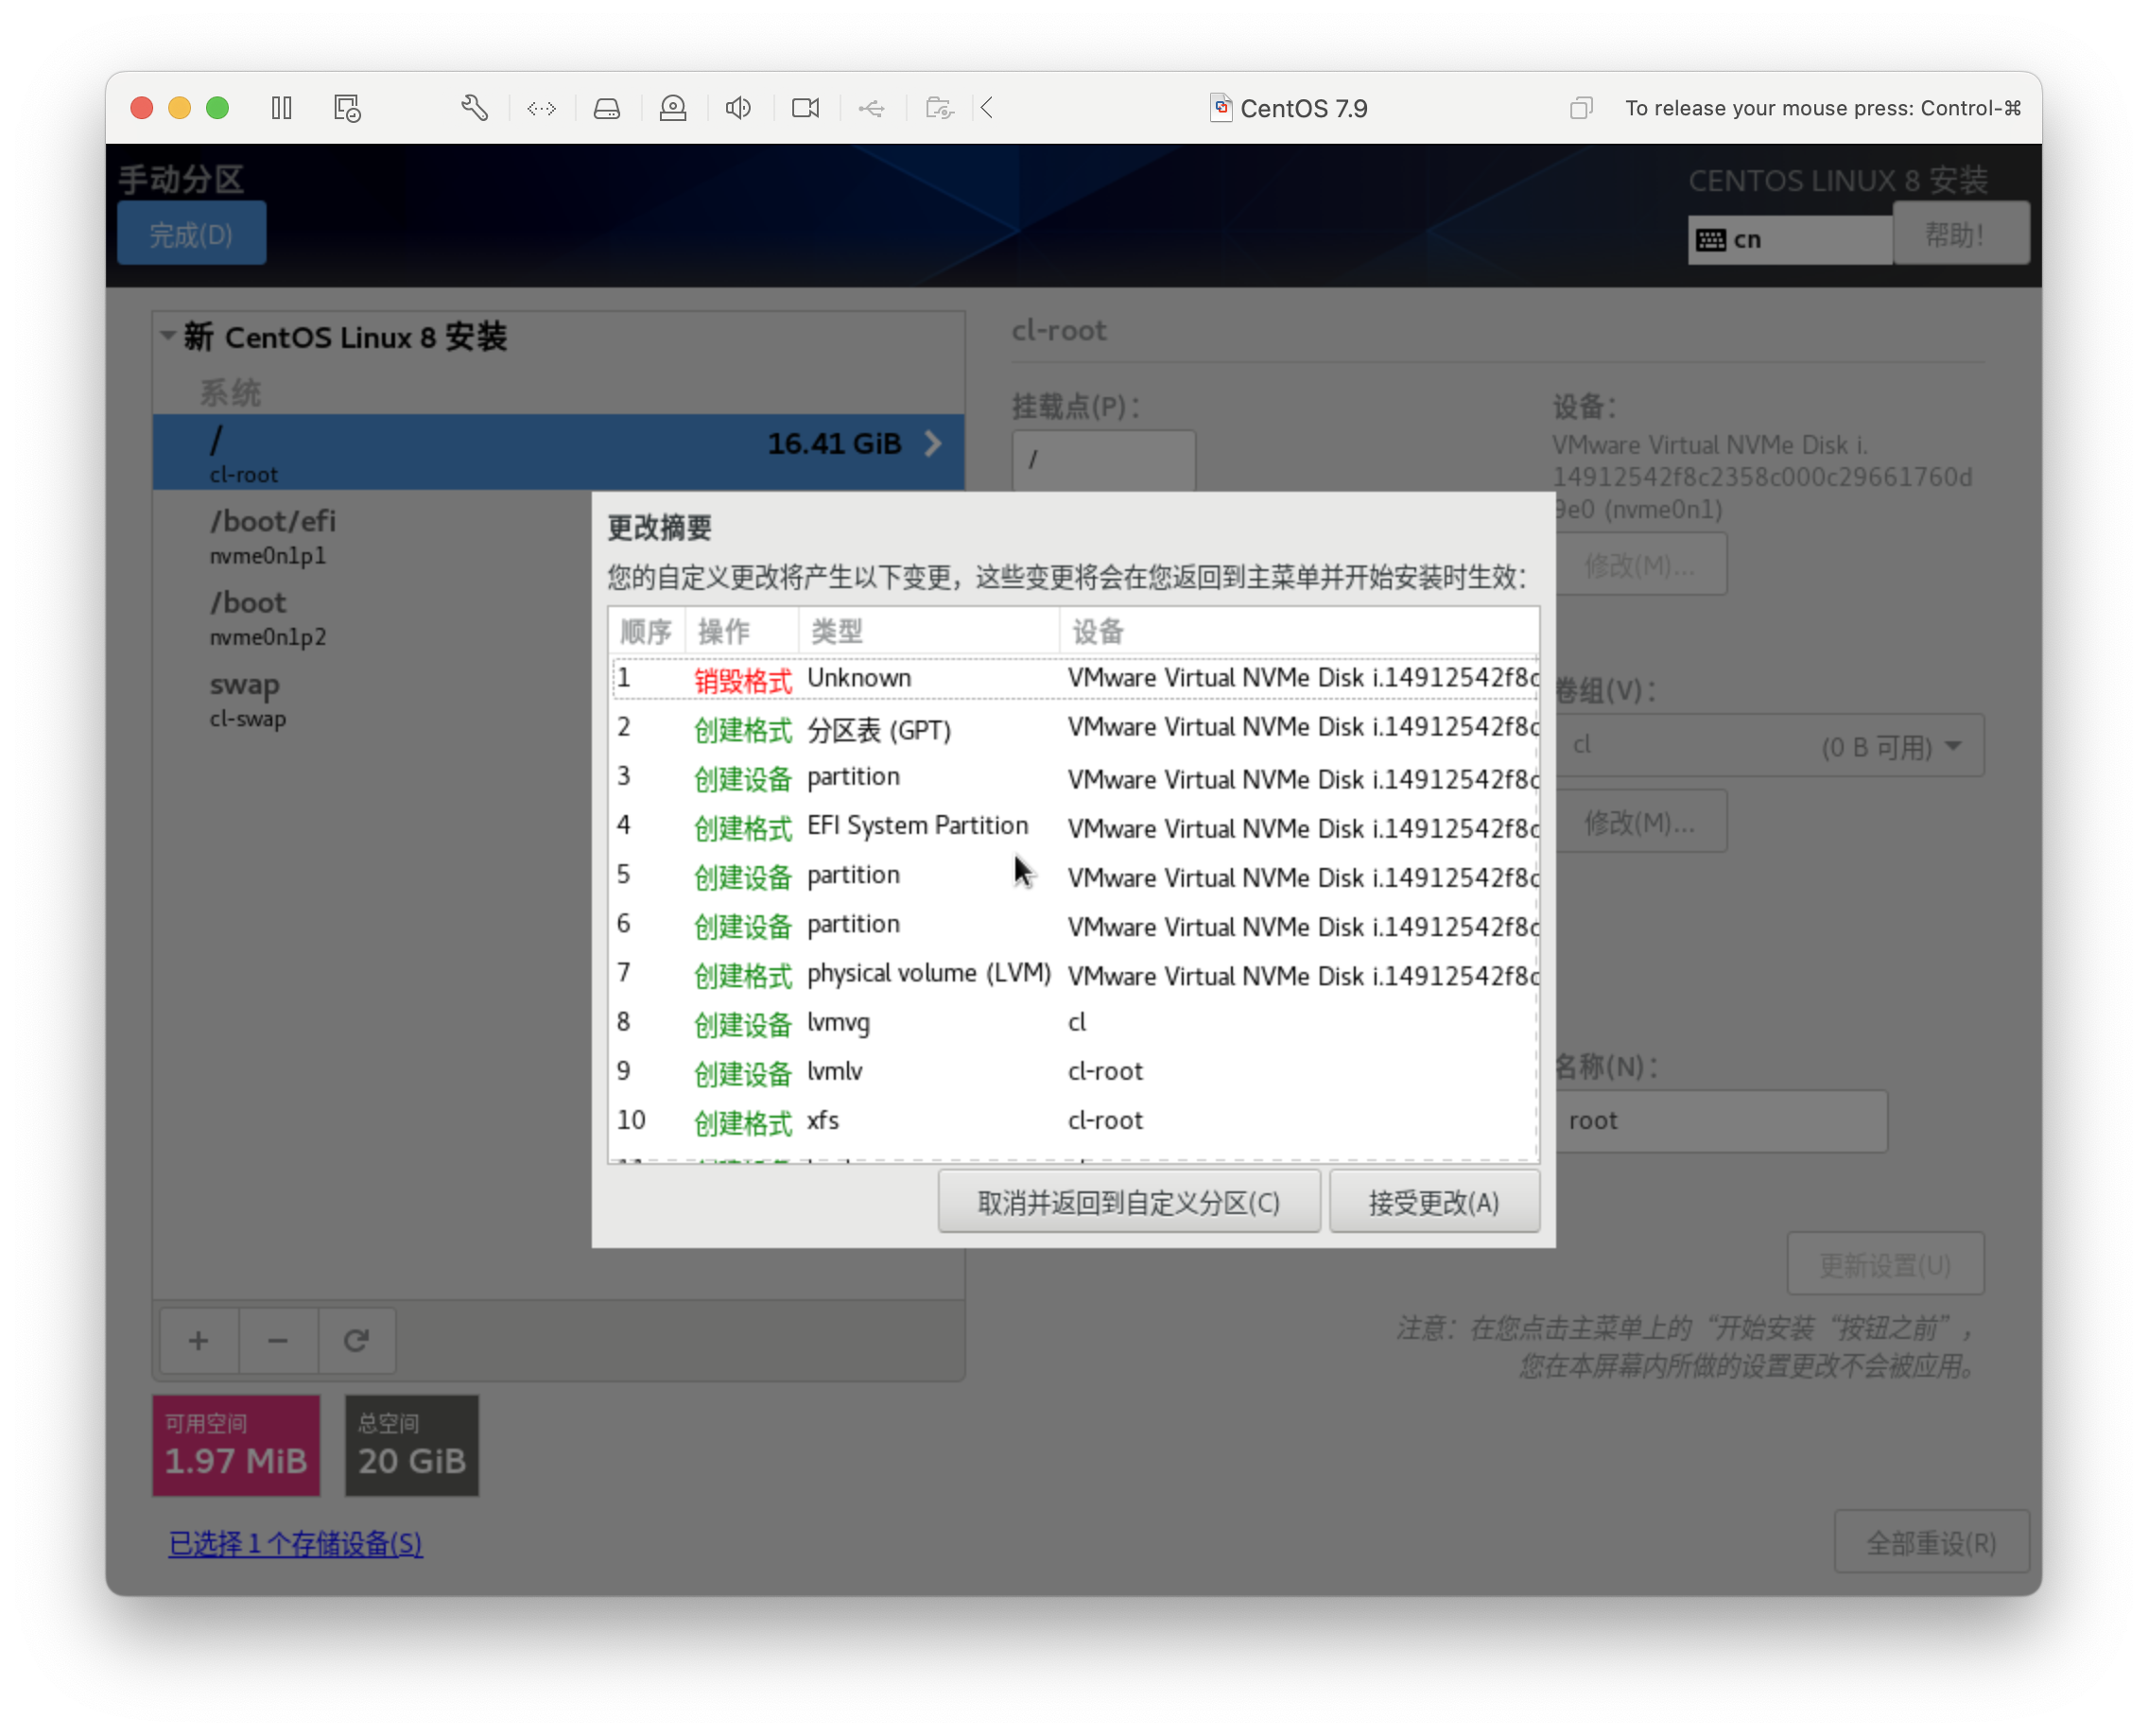 CentOS 7.9
To release your mouse press: Control-⌘
手动分区
CENTOS LINUX 8 安装
完成(D)
cn
帮助！
新 CentOS Linux 8 安装
系统
/
16.41 GiB
cl-root
/boot/efi
nvme0n1p1
/boot
nvme0n1p2
swap
cl-swap
cl-root
挂载点(P)：
/
设备：
VMware Virtual NVMe Disk i.
14912542f8c2358c000c29661760d
9e0 (nvme0n1)
修改(M)...
卷组(V)：
cl (0 B 可用)
修改(M)...
名称(N)：
root
更改摘要
您的自定义更改将产生以下变更，这些变更将会在您返回到主菜单并开始安装时生效：
顺序 操作 类型 设备
1 销毁格式 Unknown VMware Virtual NVMe Disk i.14912542f8c
2 创建格式 分区表 (GPT) VMware Virtual NVMe Disk i.14912542f8c
3 创建设备 partition VMware Virtual NVMe Disk i.14912542f8c
4 创建格式 EFI System Partition VMware Virtual NVMe Disk i.14912542f8c
5 创建设备 partition VMware Virtual NVMe Disk i.14912542f8c
6 创建设备 partition VMware Virtual NVMe Disk i.14912542f8c
7 创建格式 physical volume (LVM) VMware Virtual NVMe Disk i.14912542f8c
8 创建设备 lvmvg cl
9 创建设备 lvmlv cl-root
10 创建格式 xfs cl-root
取消并返回到自定义分区(C)
接受更改(A)
更新设置(U)
注意：在您点击主菜单上的“开始安装“按钮之前”，
您在本屏幕内所做的设置更改不会被应用。
可用空间
1.97 MiB
总空间
20 GiB
已选择 1 个存储设备(S)
全部重设(R)